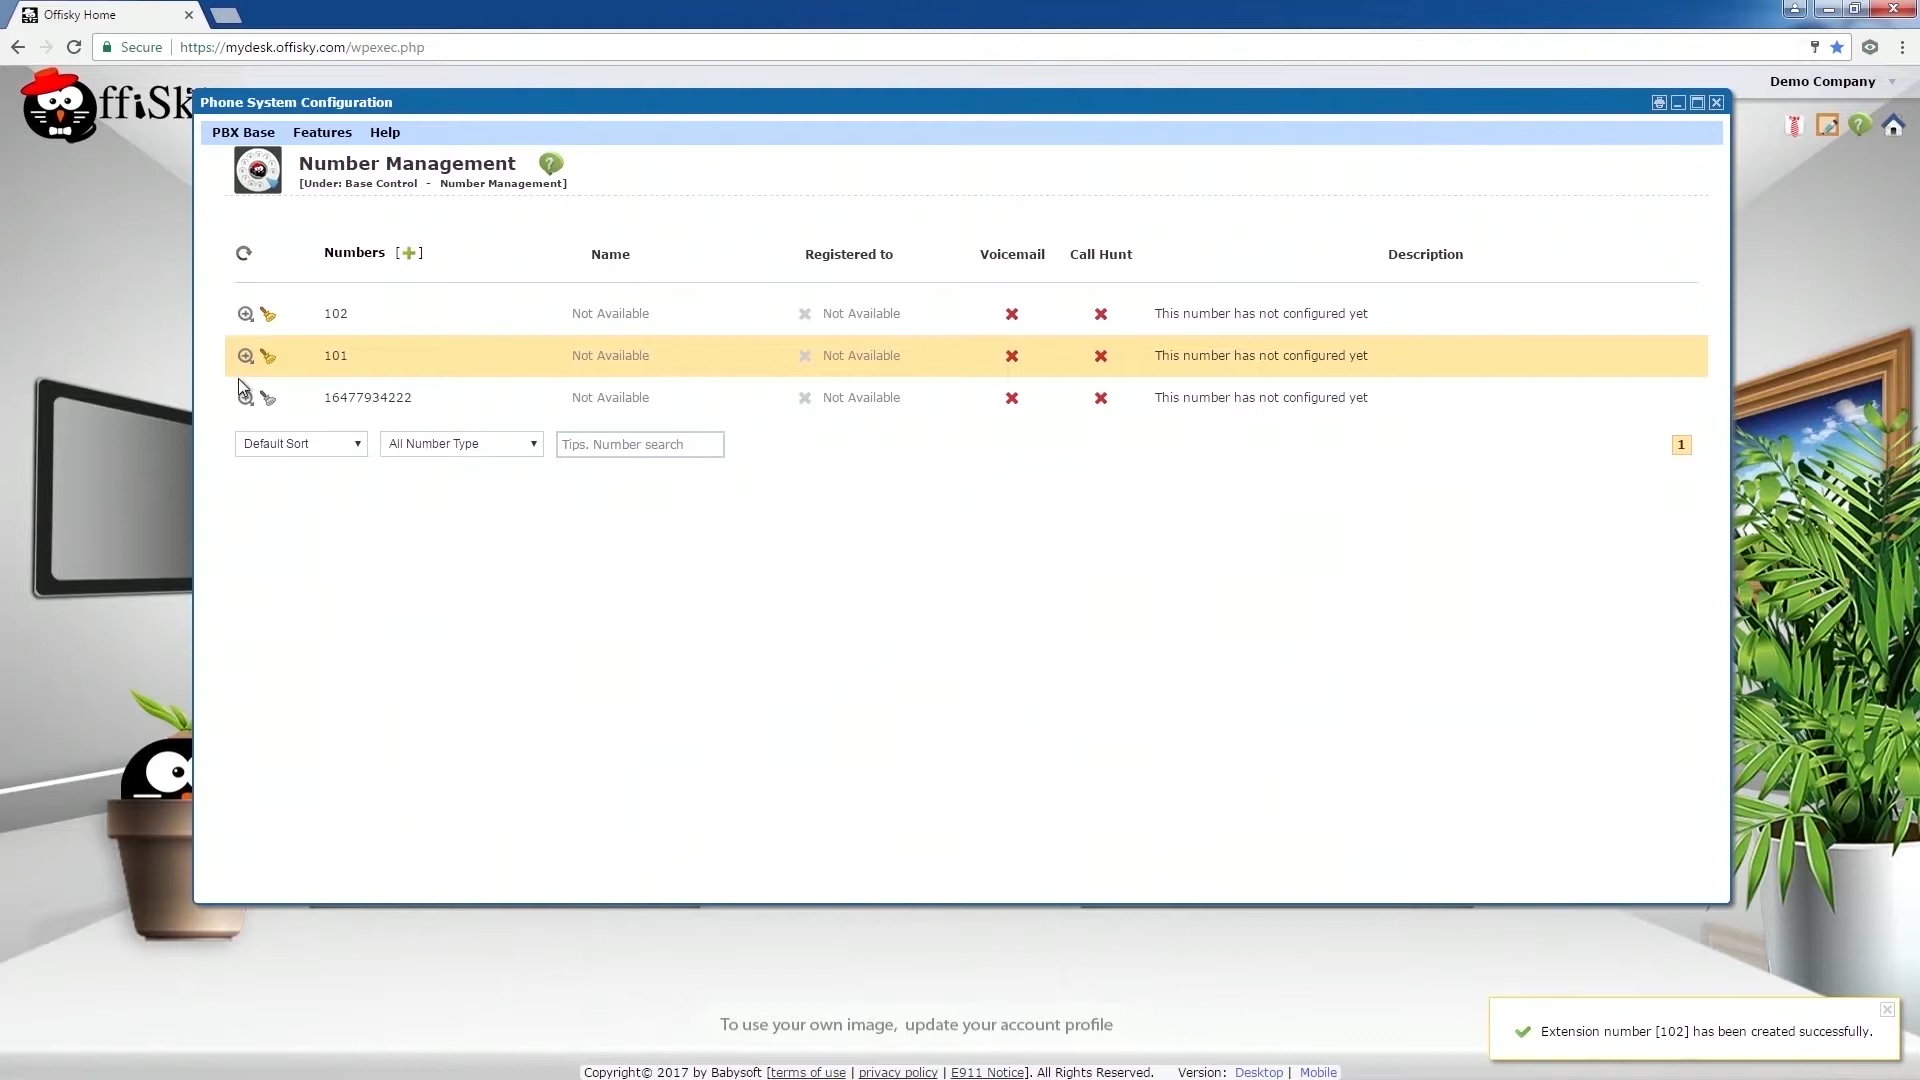 Offisky Home
Secure https://mydesk.offisky.com/wpexec.php
ffiSk
Demo Company
Phone System Configuration
PBX Base Features Help
Number Management
[Under: Base Control - Number Management]
Numbers [+] Name Registered to Voicemail Call Hunt Description
102 Not Available Not Available This number has not configured yet
101 Not Available Not Available This number has not configured yet
16477934222 Not Available Not Available This number has not configured yet
Default Sort All Number Type Tips. Number search 1
To use your own image, update your account profile
Extension number [102] has been created successfully.
Copyright© 2017 by Babysoft [terms of use | privacy policy | E911 Notice]. All Rights Reserved. Version: Desktop | Mobile